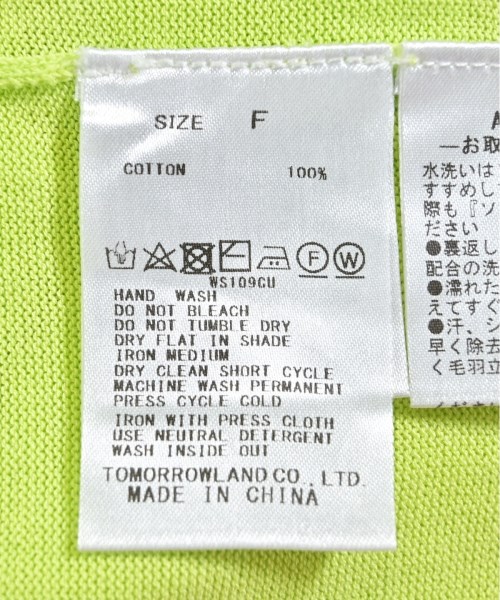 SIZE F
COTTON 100%
F W
WS109GU
HAND WASH
DO NOT BLEACH
DO NOT TUMBLE DRY
DRY FLAT IN SHADE
IRON MEDIUM
DRY CLEAN SHORT CYCLE
MACHINE WASH PERMANENT
PRESS CYCLE COLD
IRON WITH PRESS CLOTH
USE NEUTRAL DETERGENT
WASH INSIDE OUT
TOMORROWLAND CO., LTD.
MADE IN CHINA
―お取
水洗いは
すすめし
際も『ソ
ださい
●裏返し
配合の洗
●濡れた
えてすぐ
●汗、シ
早く除去
く毛羽立